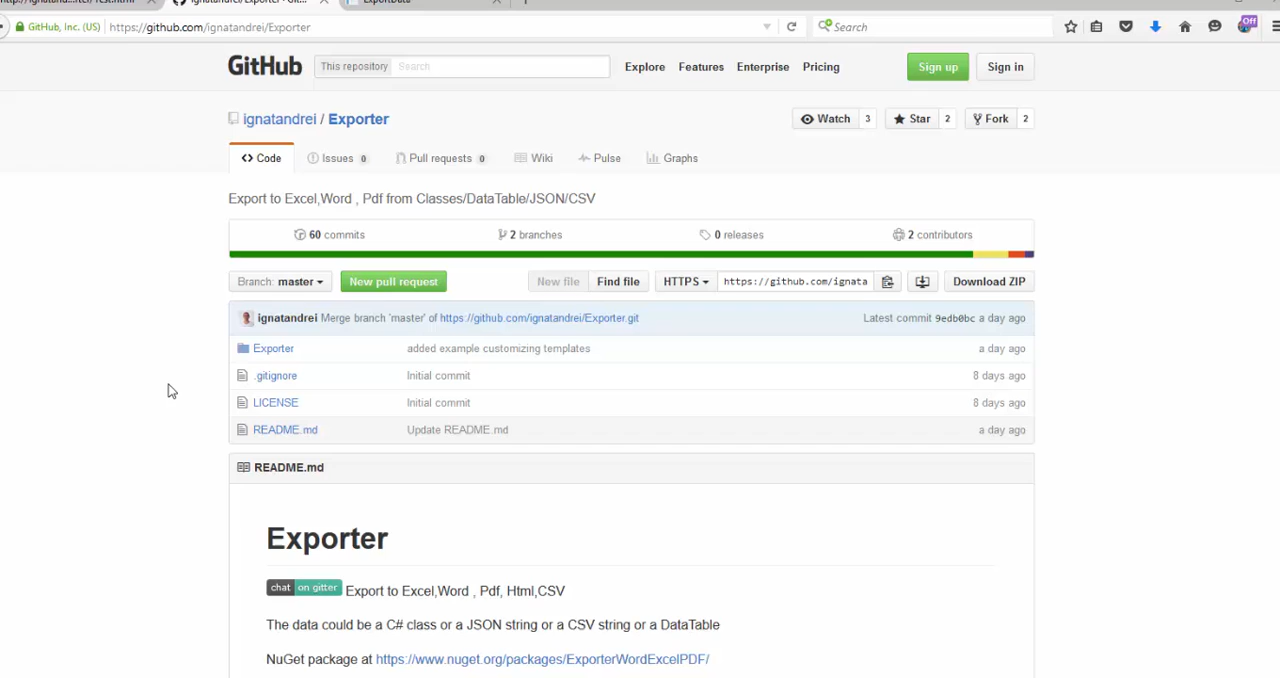 ExportData
GitHub, Inc. (US) https://github.com/ignatandrei/Exporter Search Off
GitHub This repository Search Explore Features Enterprise Pricing Sign up Sign in
ignatandrei / Exporter Watch 3 Star 2 Fork 2
Code Issues 0 Pull requests 0 Wiki Pulse Graphs
Export to Excel,Word , Pdf from Classes/DataTable/JSON/CSV
60 commits 2 branches 0 releases 2 contributors
Branch: master New pull request New file Find file HTTPS https://github.com/ignata Download ZIP
ignatandrei Merge branch 'master' of https://github.com/ignatandrei/Exporter.git Latest commit 9edb0bc a day ago
Exporter added example customizing templates a day ago
.gitignore Initial commit 8 days ago
LICENSE Initial commit 8 days ago
README.md Update README.md a day ago
README.md
Exporter
chat on gitter Export to Excel,Word , Pdf, Html,CSV
The data could be a C# class or a JSON string or a CSV string or a DataTable
NuGet package at https://www.nuget.org/packages/ExporterWordExcelPDF/